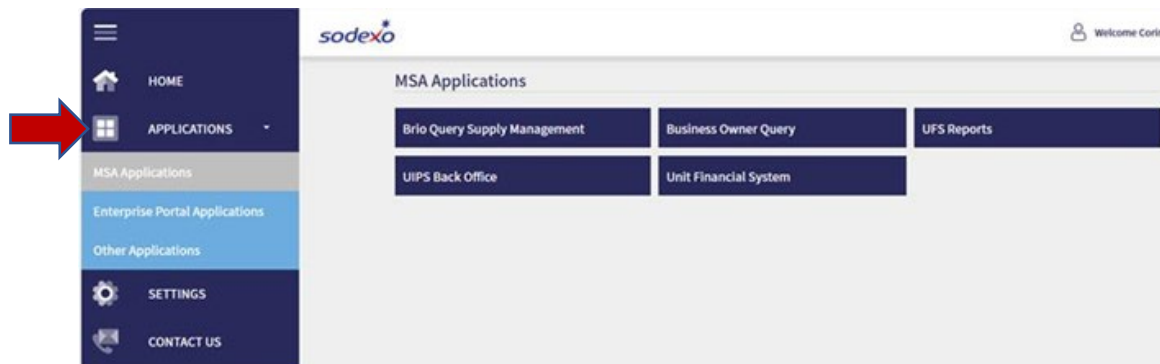 sodexo
Welcome
HOME
APPLICATIONS
MSA Applications
Enterprise Portal Applications
Other Applications
SETTINGS
CONTACT US
MSA Applications
Brio Query Supply Management
Business Owner Query
UFS Reports
UIPS Back Office
Unit Financial System